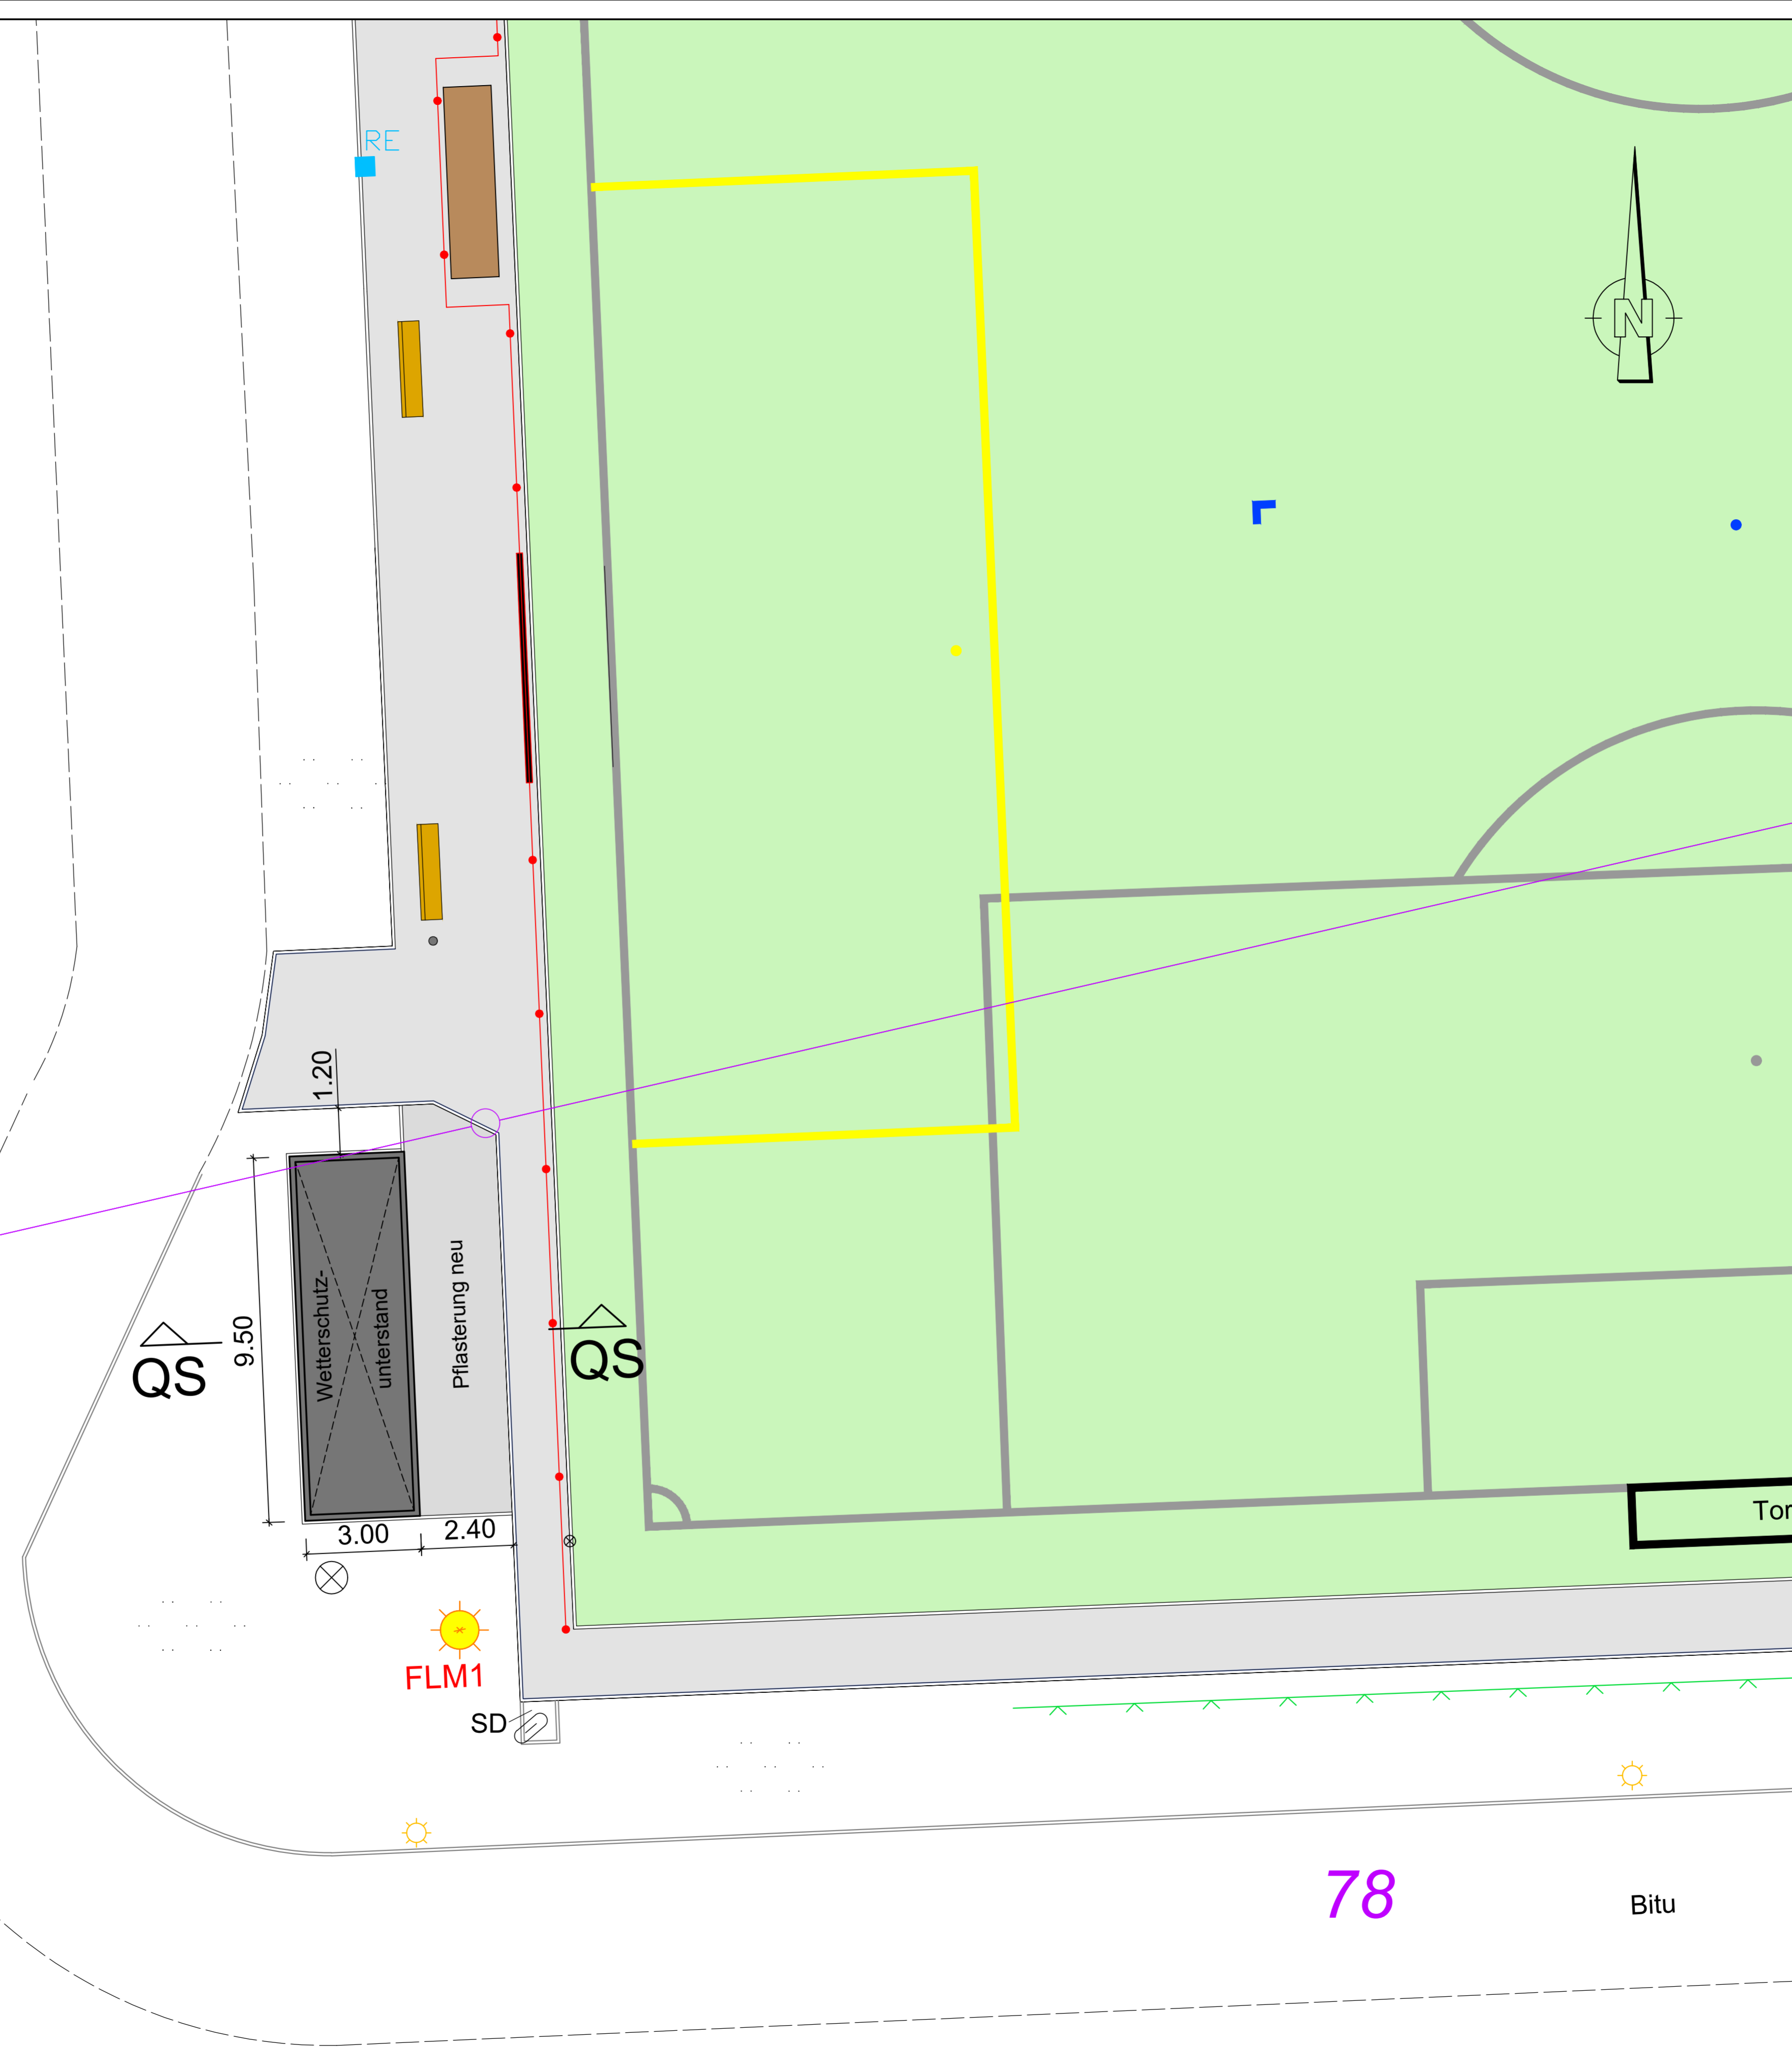 RE
N
1.20
Wetterschutz-
unterstand
Pflasterung neu
9.50
QS
QS
3.00
2.40
Tor
FLM1
SD
78
Bitu